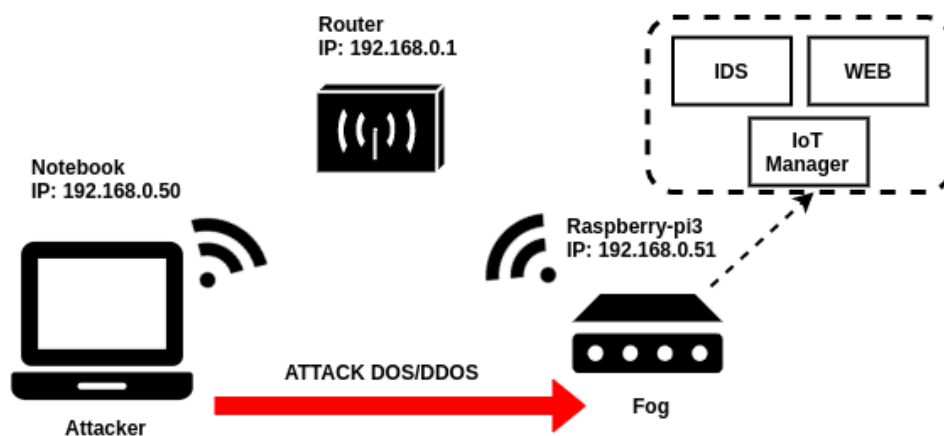 Router
IP: 192.168.0.1
IDS
WEB
IoT
Manager
Notebook
IP: 192.168.0.50
Raspberry-pi3
IP: 192.168.0.51
ATTACK DOS/DDOS
Attacker
Fog